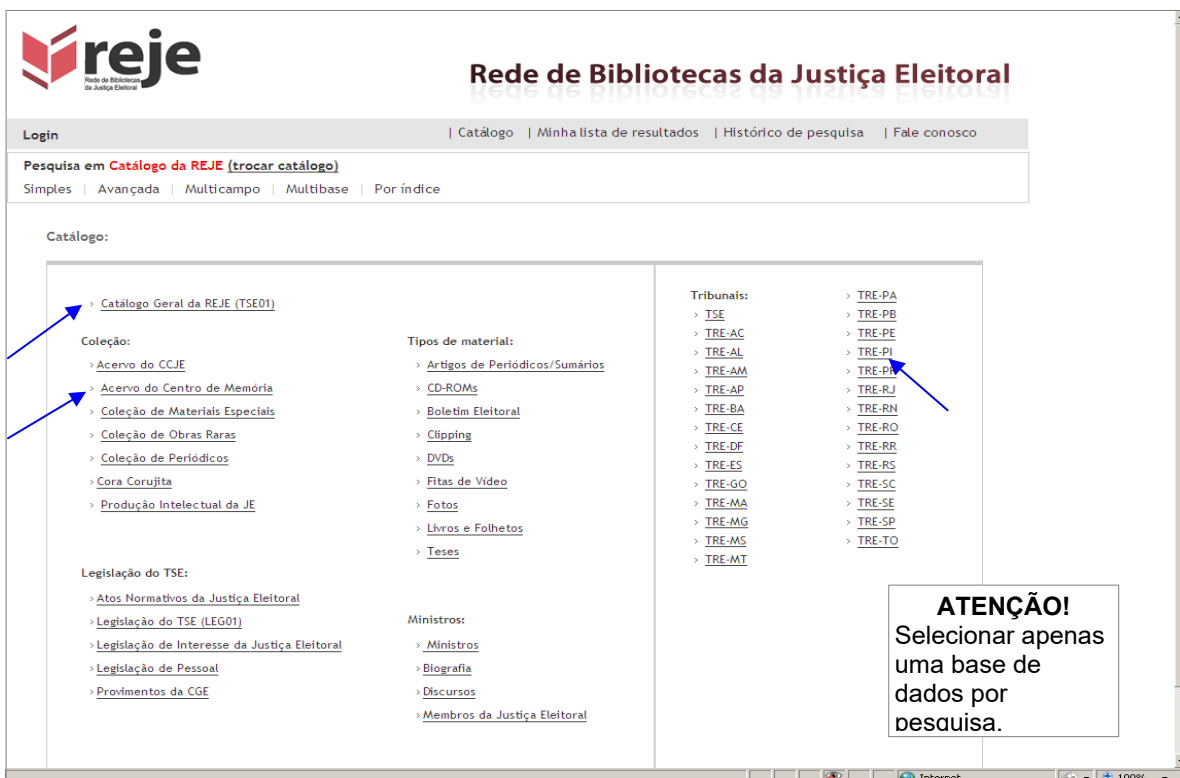 reje
Rede de Bibliotecas
da Justiça Eleitoral
Rede de Bibliotecas da Justiça Eleitoral
Login
| Catálogo | Minha lista de resultados | Histórico de pesquisa | Fale conosco
Pesquisa em Catálogo da REJE (trocar catálogo)
Simples | Avançada | Multicampo | Multibase | Por índice
Catálogo:
> Catálogo Geral da REJE (TSE01)
Coleção:
> Acervo do CCJE
> Acervo do Centro de Memória
> Coleção de Materiais Especiais
> Coleção de Obras Raras
> Coleção de Periódicos
> Cora Corujita
> Produção Intelectual da JE
Legislação do TSE:
> Atos Normativos da Justiça Eleitoral
> Legislação do TSE (LEG01)
> Legislação de Interesse da Justiça Eleitoral
> Legislação de Pessoal
> Provimentos da CGE
Tipos de material:
> Artigos de Periódicos/Sumários
> CD-ROMs
> Boletim Eleitoral
> Clipping
> DVDs
> Fitas de Vídeo
> Fotos
> Livros e Folhetos
> Teses
Ministros:
> Ministros
> Biografia
> Discursos
> Membros da Justiça Eleitoral
Tribunais:
> TSE
> TRE-AC
> TRE-AL
> TRE-AM
> TRE-AP
> TRE-BA
> TRE-CE
> TRE-DF
> TRE-ES
> TRE-GO
> TRE-MA
> TRE-MG
> TRE-MS
> TRE-MT
> TRE-PA
> TRE-PB
> TRE-PE
> TRE-PI
> TRE-PR
> TRE-RJ
> TRE-RN
> TRE-RO
> TRE-RR
> TRE-RS
> TRE-SC
> TRE-SE
> TRE-SP
> TRE-TO
ATENÇÃO!
Selecionar apenas
uma base de
dados por
pesquisa.
Internet
100%